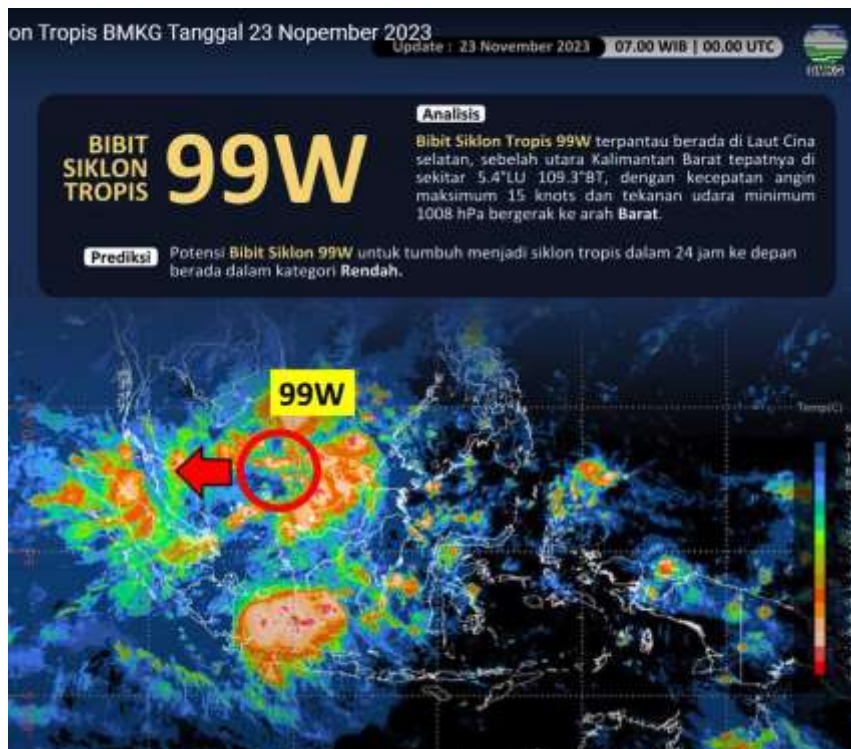 on Tropis BMKG Tanggal 23 Nopember 2023
Update : 23 November 2023 07.00 WIB | 00.00 UTC
BIBIT
SIKLON
TROPIS
99W
Analisis
Bibit Siklon Tropis 99W terpantau berada di Laut Cina
selatan, sebelah utara Kalimantan Barat tepatnya di
sekitar 5.4°LU 109.3°BT, dengan kecepatan angin
maksimum 15 knots dan tekanan udara minimum
1008 hPa bergerak ke arah Barat.
Prediksi
Potensi Bibit Siklon 99W untuk tumbuh menjadi siklon tropis dalam 24 jam ke depan
berada dalam kategori Rendah.
99W
Temp(C)